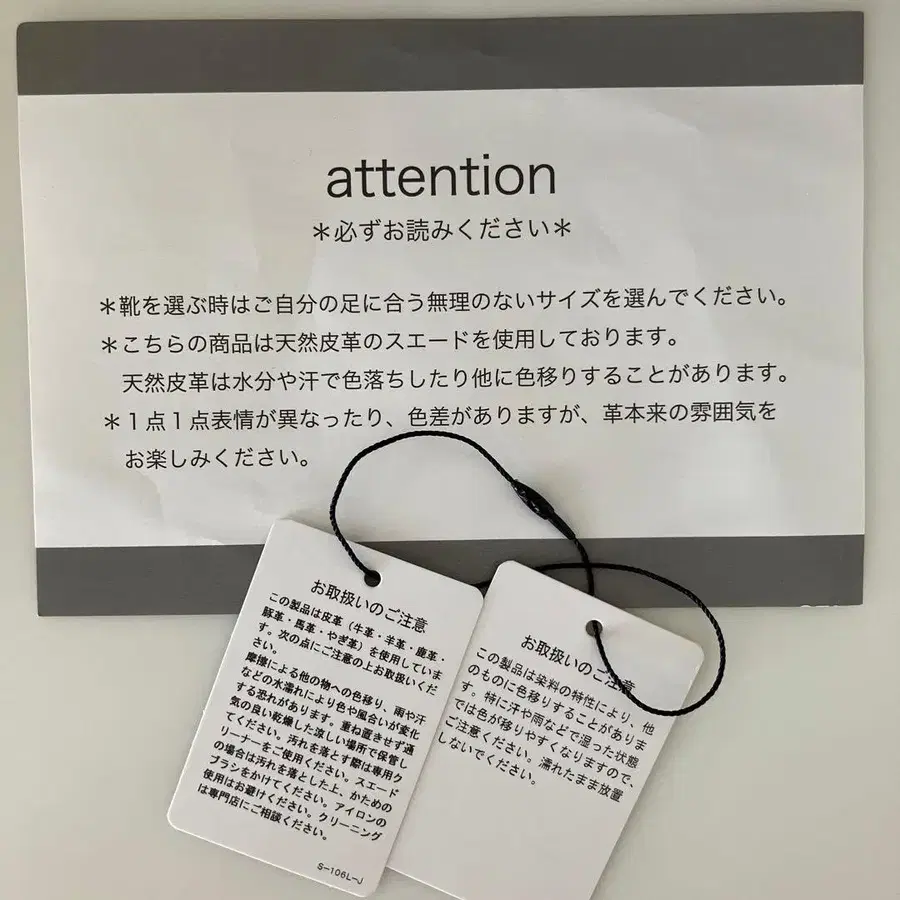 attention
＊必ずお読みください＊
＊靴を選ぶ時はご自分の足に合う無理のないサイズを選んでください。
＊こちらの商品は天然皮革のスエードを使用しております。
天然皮革は水分や汗で色落ちしたり他に色移りすることがあります。
＊１点１点表情が異なったり、色差がありますが、革本来の雰囲気を
お楽しみください。
お取扱いのご注意
この製品は皮革（牛革・羊革・鹿革・
豚革・馬革・やぎ革）を使用していま
す。次の点にご注意の上お取扱いくだ
さい。
摩擦による他の物への色移り、雨や汗
などの水濡れにより色や風合いが変化
する恐れがあります。重ね置きせず通
気の良い乾燥した涼しい場所で保管し
てください。汚れを落とす際は専用ク
リーナーをご使用ください。スエード
の場合は汚れを落とした上、かための
ブラシをかけてください。アイロンの
使用はお避けください。クリーニング
は専門店にご相談ください。
S-106L-J
お取扱いのご注意
この製品は染料の特性により、他
のものに色移りすることがありま
す。特に汗や雨などで湿った状態
では色が移りやすくなりますので、
ご注意ください。濡れたまま放置
しないでください。